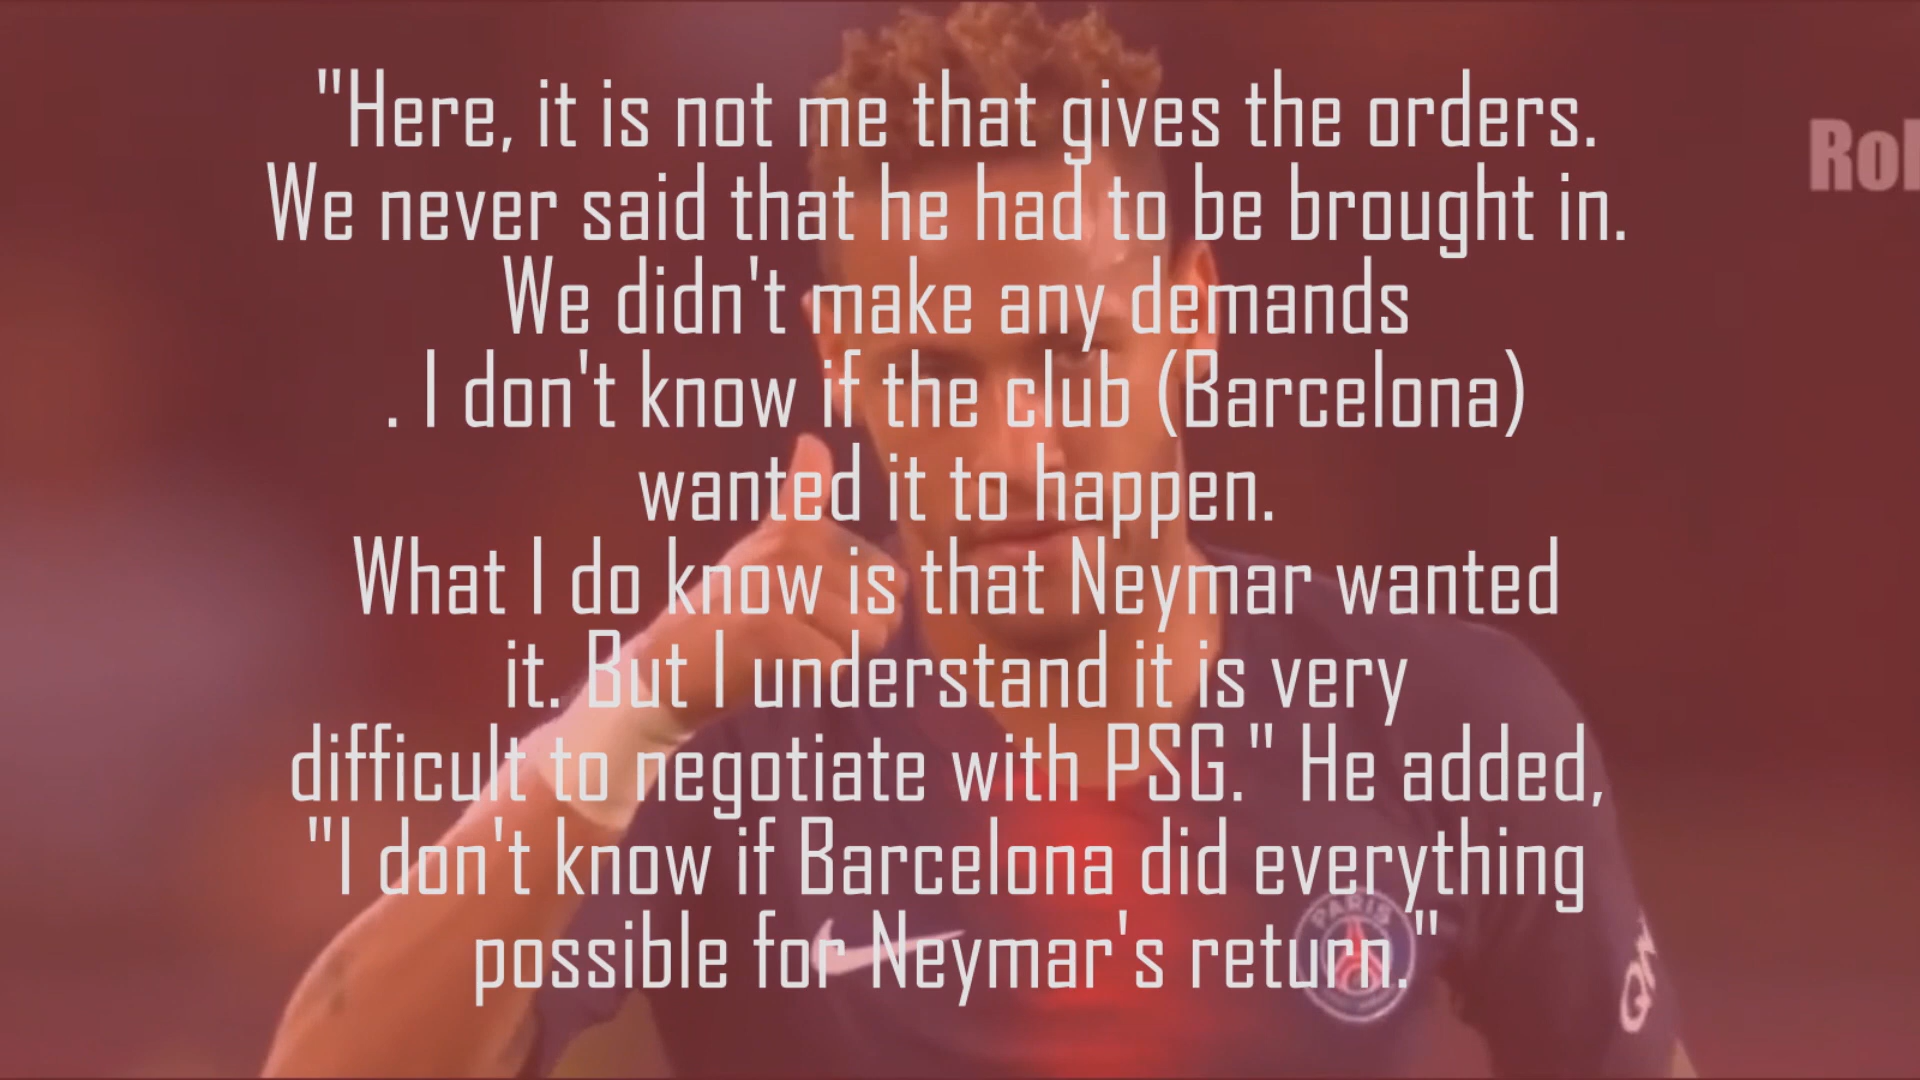 "Here, it is not me that gives the orders.
We never said that he had to be brought in.
We didn't make any demands
. I don't know if the club (Barcelona)
wanted it to happen.
What I do know is that Neymar wanted
it. But I understand it is very
difficult to negotiate with PSG." He added,
"I don't know if Barcelona did everything
possible for Neymar's return."
PARIS